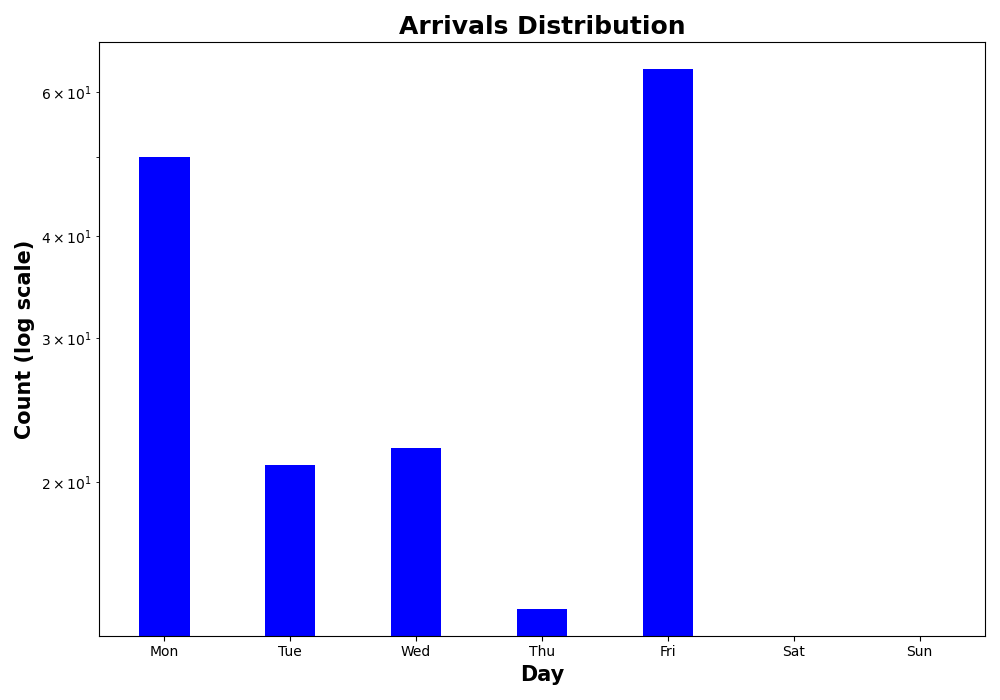 Arrivals Distribution
6 × 10¹
4 × 10¹
3 × 10¹
2 × 10¹
Count (log scale)
Mon Tue Wed Thu Fri Sat Sun
Day